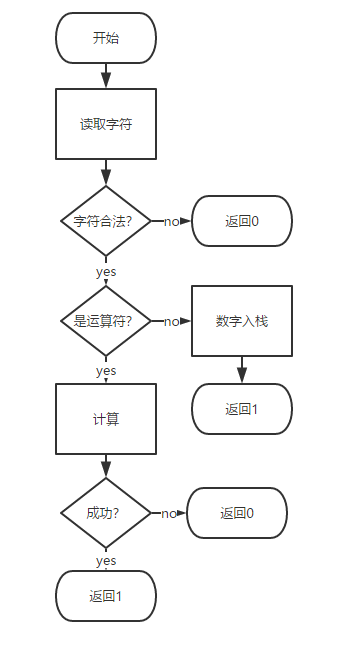 开始
读取字符
字符合法?
no
返回0
yes
是运算符?
no
数字入栈
yes
返回1
计算
成功?
no
返回0
yes
返回1